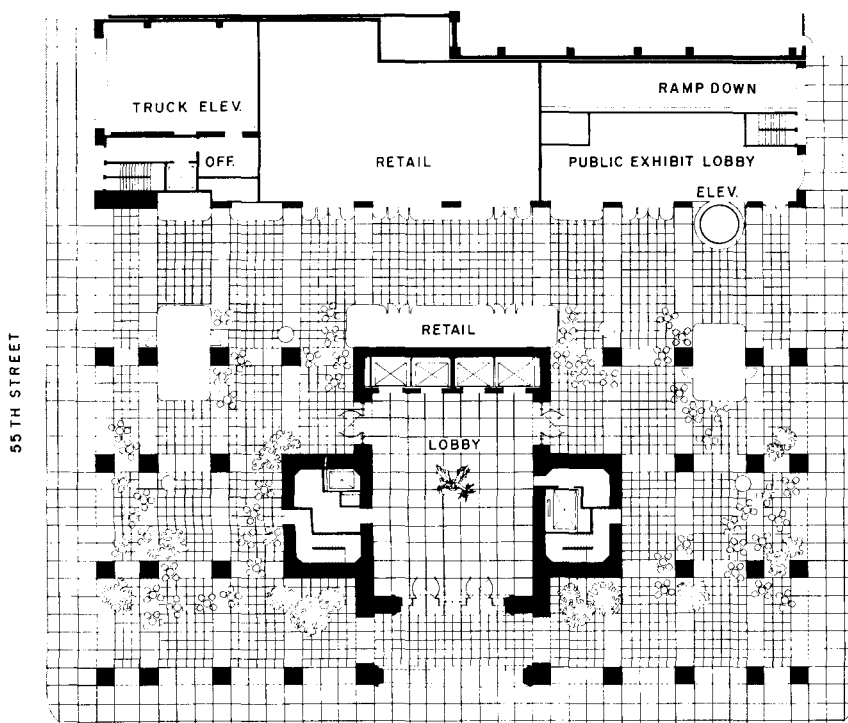 TRUCK ELEV.
OFF.
RETAIL
RAMP DOWN
PUBLIC EXHIBIT LOBBY
ELEV.
RETAIL
LOBBY
55TH STREET